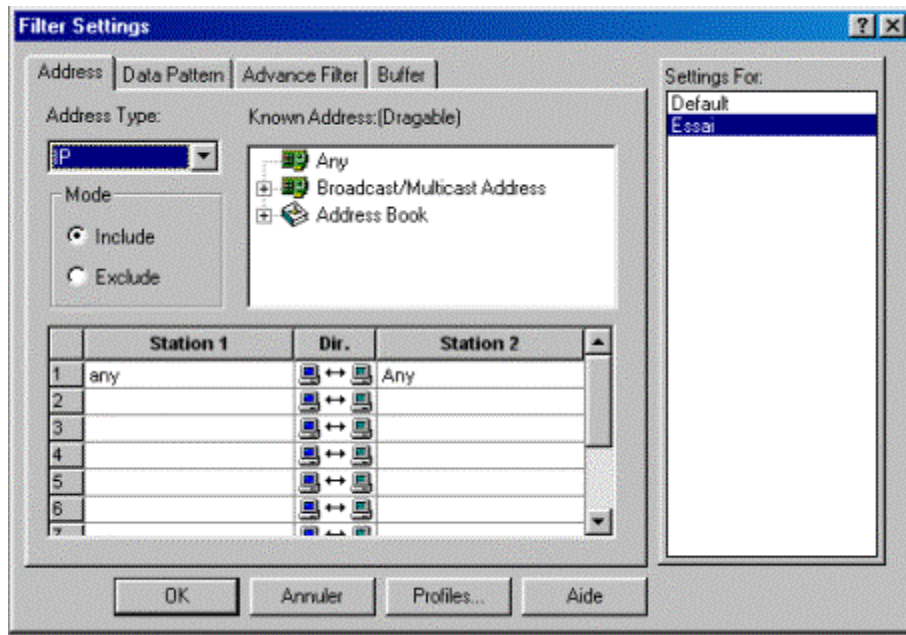 Filter Settings
Address Data Pattern Advance Filter Buffer
Settings For:
Default
Essai
Address Type:
IP
Known Address:(Dragable)
Any
Broadcast/Multicast Address
Address Book
Mode
Include
Exclude
Station 1 Dir. Station 2
1 any Any
2
3
4
5
6
7
OK Annuler Profiles... Aide